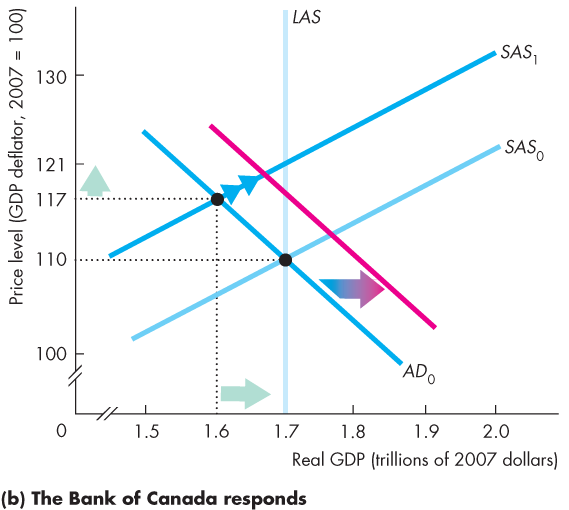 Price level (GDP deflator, 2007 = 100)
LAS
SAS1
130
SAS0
121
117
110
100
AD0
0
1.5
1.6
1.7
1.8
1.9
2.0
Real GDP (trillions of 2007 dollars)
(b) The Bank of Canada responds